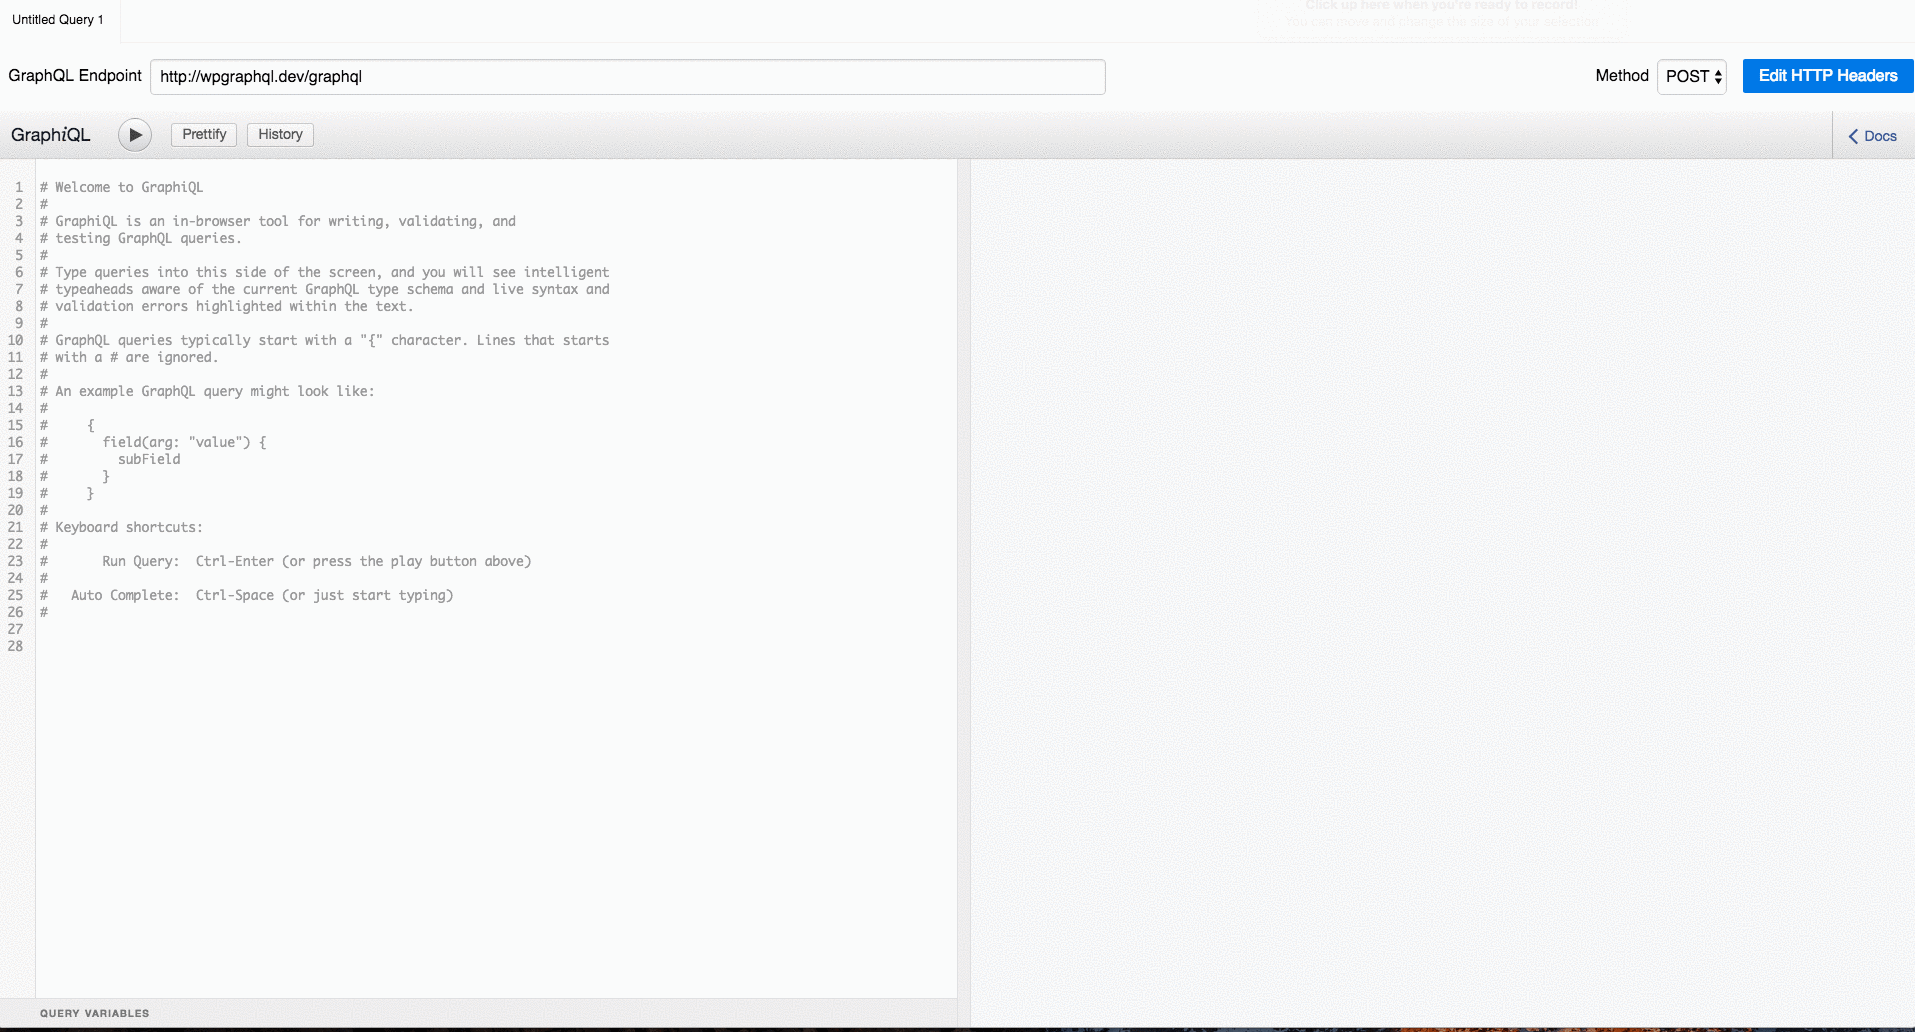 Click up here when you're ready to record!
You can move and change the size of your selection.
Untitled Query 1
GraphQL Endpoint http://wpgraphql.dev/graphql Method POST Edit HTTP Headers
GraphiQL Prettify History Docs
1 # Welcome to GraphiQL
2 #
3 # GraphiQL is an in-browser tool for writing, validating, and
4 # testing GraphQL queries.
5 #
6 # Type queries into this side of the screen, and you will see intelligent
7 # typeaheads aware of the current GraphQL type schema and live syntax and
8 # validation errors highlighted within the text.
9 #
10 # GraphQL queries typically start with a "{" character. Lines that starts
11 # with a # are ignored.
12 #
13 # An example GraphQL query might look like:
14 #
15 #     {
16 #       field(arg: "value") {
17 #         subField
18 #       }
19 #     }
20 #
21 # Keyboard shortcuts:
22 #
23 #       Run Query:  Ctrl-Enter (or press the play button above)
24 #
25 #   Auto Complete:  Ctrl-Space (or just start typing)
26 #
27
28
QUERY VARIABLES